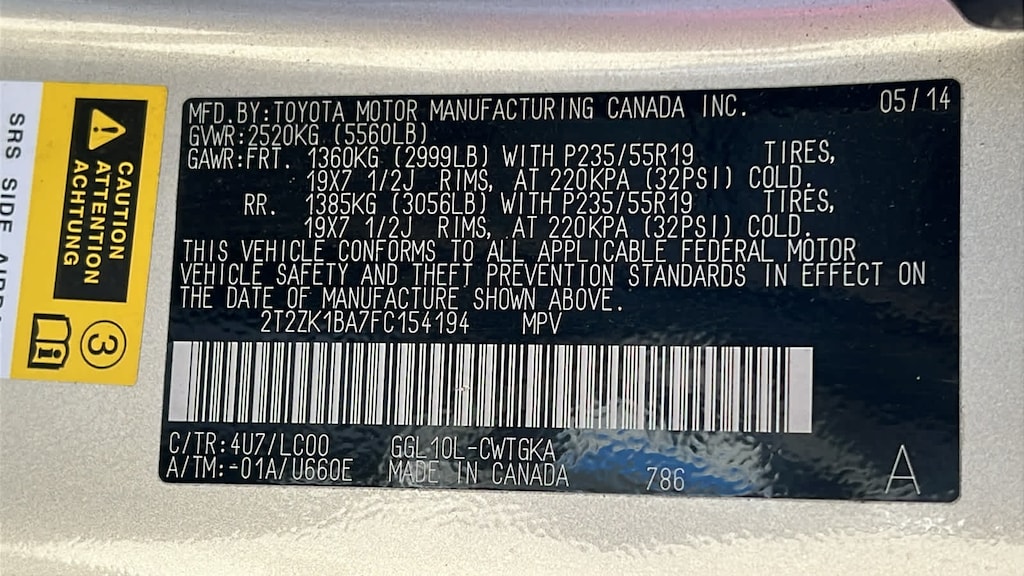 MFD.BY:TOYOTA MOTOR MANUFACTURING CANADA INC. 05/14
GVWR:2520KG (5560LB)
GAWR:FRT. 1360KG (2999LB) WITH P235/55R19 TIRES,
19X7 1/2J RIMS, AT 220KPA (32PSI) COLD.
RR. 1385KG (3056LB) WITH P235/55R19 TIRES,
19X7 1/2J RIMS, AT 220KPA (32PSI) COLD.
THIS VEHICLE CONFORMS TO ALL APPLICABLE FEDERAL MOTOR
VEHICLE SAFETY AND THEFT PREVENTION STANDARDS IN EFFECT ON
THE DATE OF MANUFACTURE SHOWN ABOVE.
2T2ZK1BA7FC154194 MPV
C/TR:4U7/LC00 GGL10L-CWTGKA
A/TM:-01A/U660E MADE IN CANADA 786 A
CAUTION
ATTENTION
ACHTUNG
3
SRS SIDE